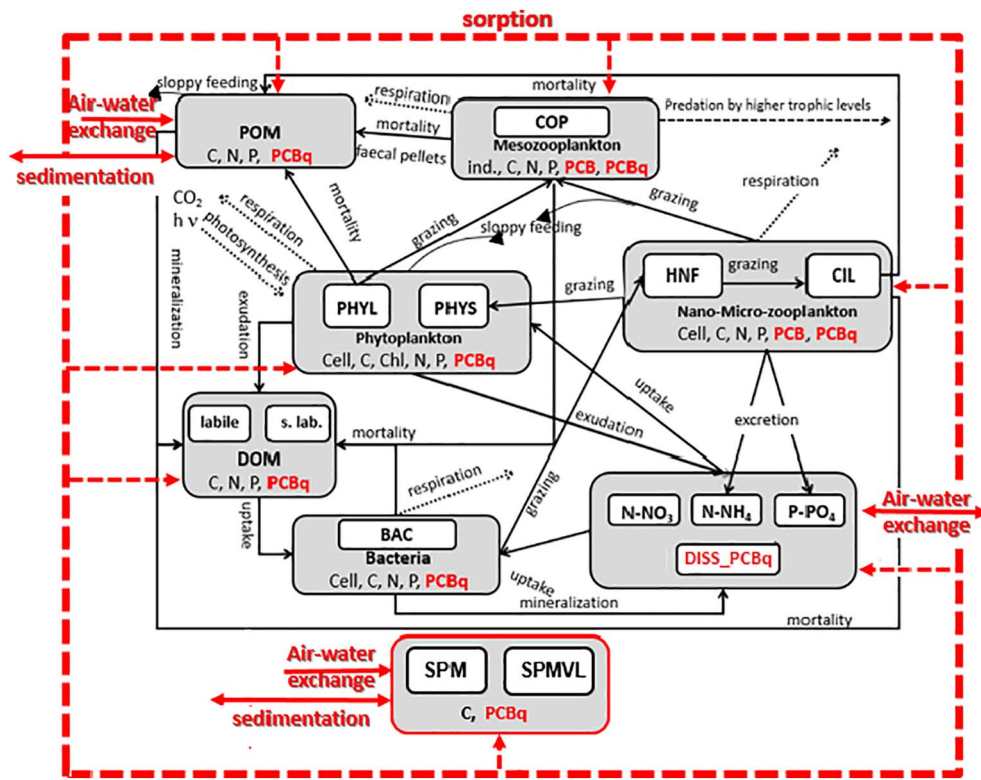 sorption
sloppy feeding
mortality
respiration
Predation by higher trophic levels
Air-water
exchange
POM
C, N, P, PCBq
mortality
faecal pellets
COP
Mesozooplankton
ind., C, N, P, PCB, PCBq
sedimentation
CO2
h ν
respiration
photosynthesis
mortality
grazing
sloppy feeding
grazing
respiration
mineralization
exudation
PHYL
PHYS
Phytoplankton
Cell, C, Chl, N, P, PCBq
grazing
HNF
grazing
CIL
Nano-Micro-zooplankton
Cell, C, N, P, PCB, PCBq
uptake
exudation
excretion
labile
s. lab.
DOM
C, N, P, PCBq
mortality
respiration
grazing
uptake
BAC
Bacteria
Cell, C, N, P, PCBq
N-NO3
N-NH4
P-PO4
DISS_PCBq
Air-water
exchange
uptake
mineralization
mortality
Air-water
exchange
sedimentation
SPM
SPMVL
C, PCBq